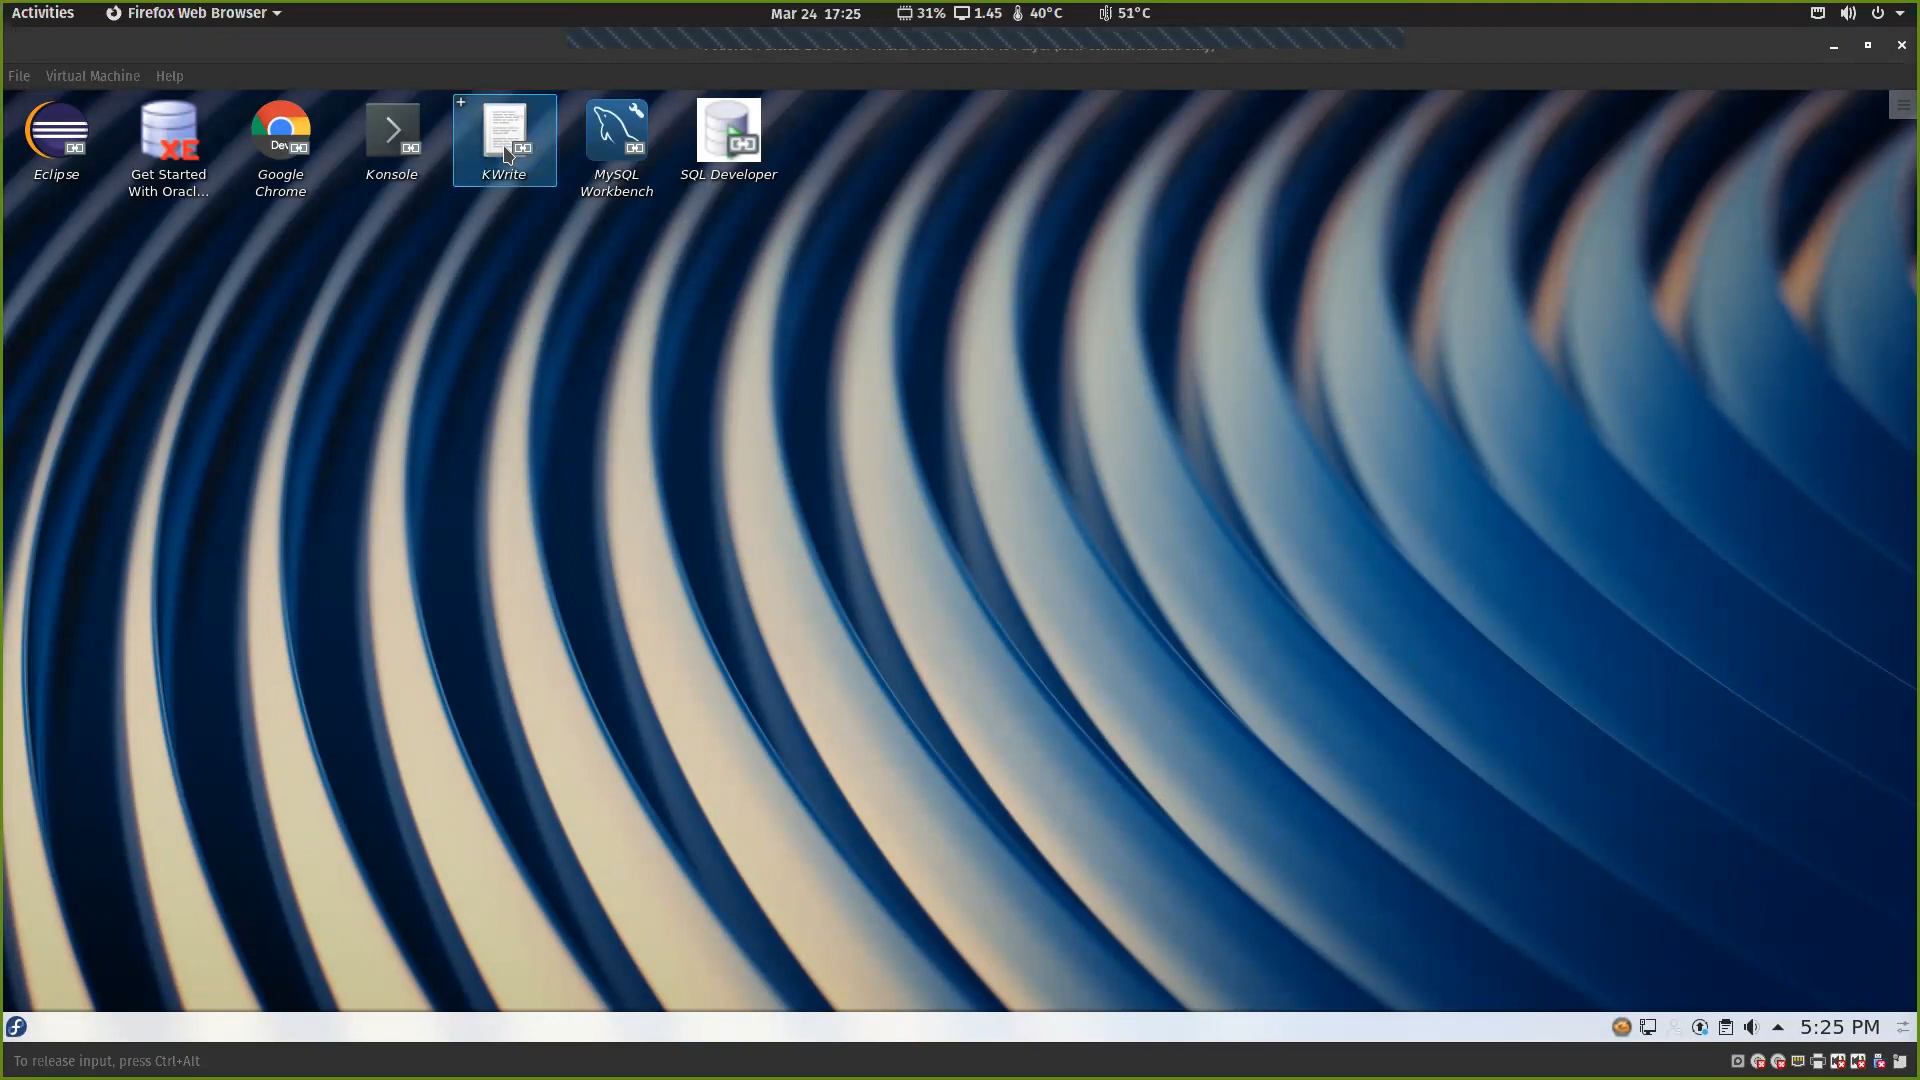 Activities Firefox Web Browser Mar 24 17:25 31% 1.45 40°C 51°C
File Virtual Machine Help
Eclipse
Get Started
With Oracl...
XE
Google
Chrome
Dev
Konsole
KWrite
MySQL
Workbench
SQL Developer
5:25 PM
To release input, press Ctrl+Alt